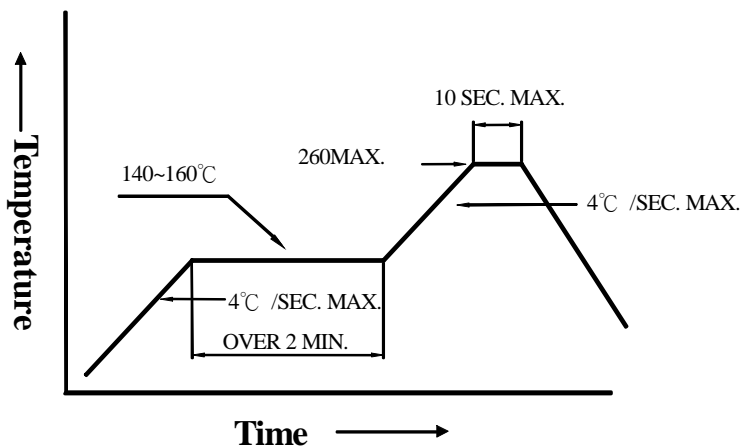 10 SEC. MAX.
260MAX.
140~160℃
4℃ /SEC. MAX.
4℃ /SEC. MAX.
OVER 2 MIN.
Temperature
Time